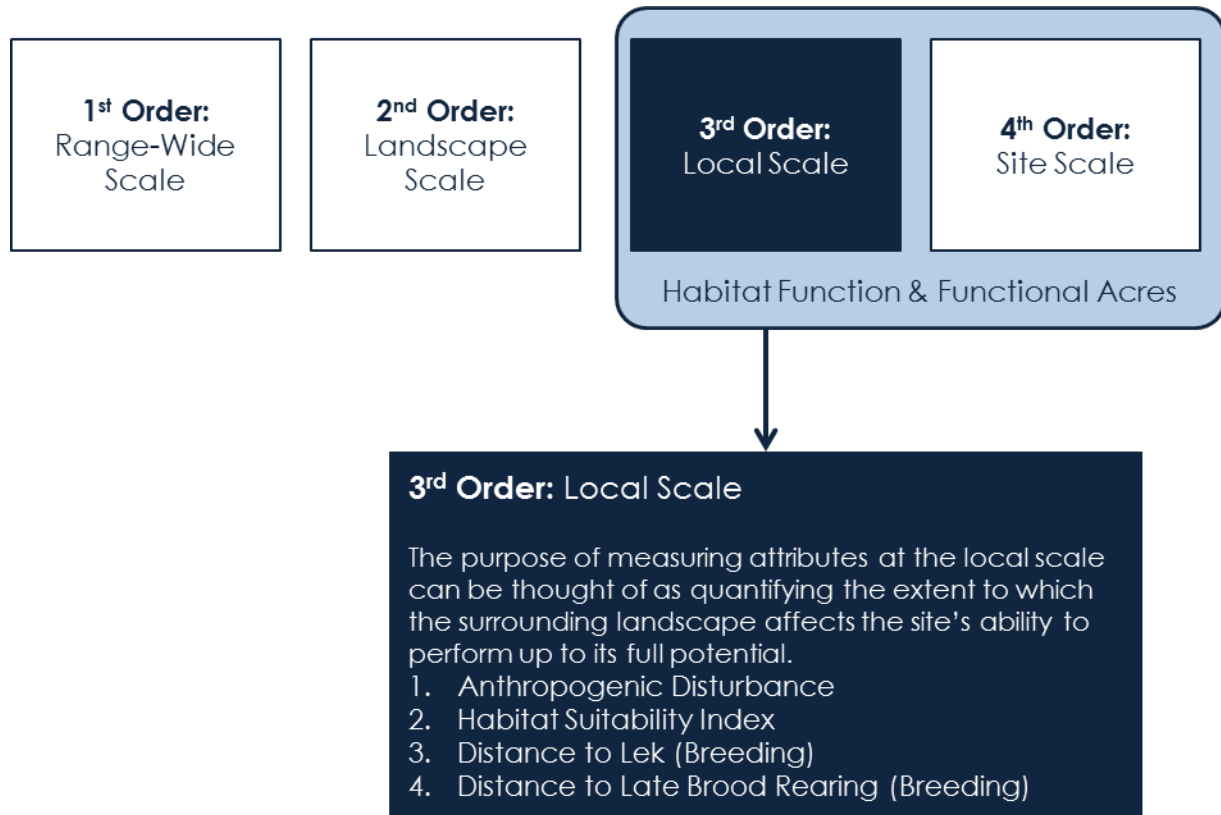 1st Order:
Range-Wide
Scale
2nd Order:
Landscape
Scale
3rd Order:
Local Scale
4th Order:
Site Scale
Habitat Function & Functional Acres
3rd Order: Local Scale
The purpose of measuring attributes at the local scale
can be thought of as quantifying the extent to which
the surrounding landscape affects the site's ability to
perform up to its full potential.
1. Anthropogenic Disturbance
2. Habitat Suitability Index
3. Distance to Lek (Breeding)
4. Distance to Late Brood Rearing (Breeding)